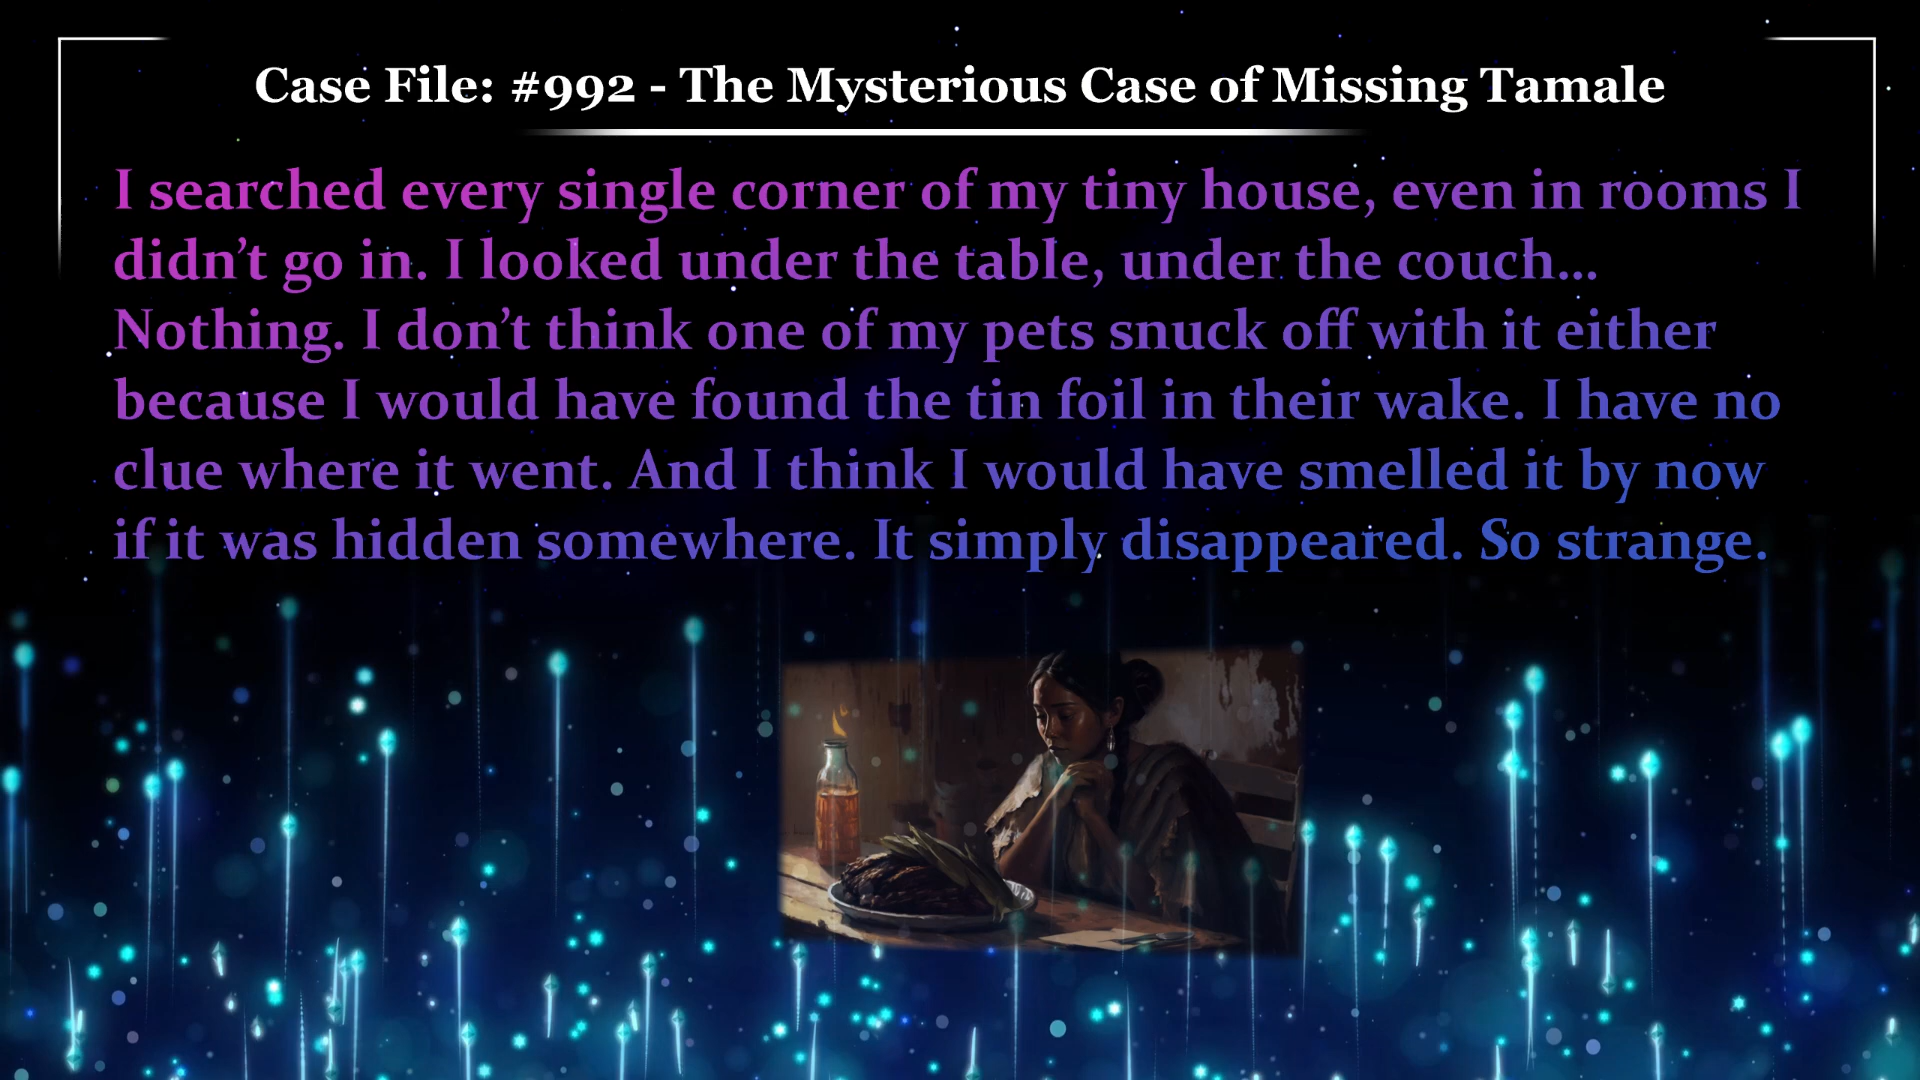 Case File: #992 - The Mysterious Case of Missing Tamale
I searched every single corner of my tiny house, even in rooms I
didn’t go in. I looked under the table, under the couch...
Nothing. I don’t think one of my pets snuck off with it either
because I would have found the tin foil in their wake. I have no
clue where it went. And I think I would have smelled it by now
if it was hidden somewhere. It simply disappeared. So strange.